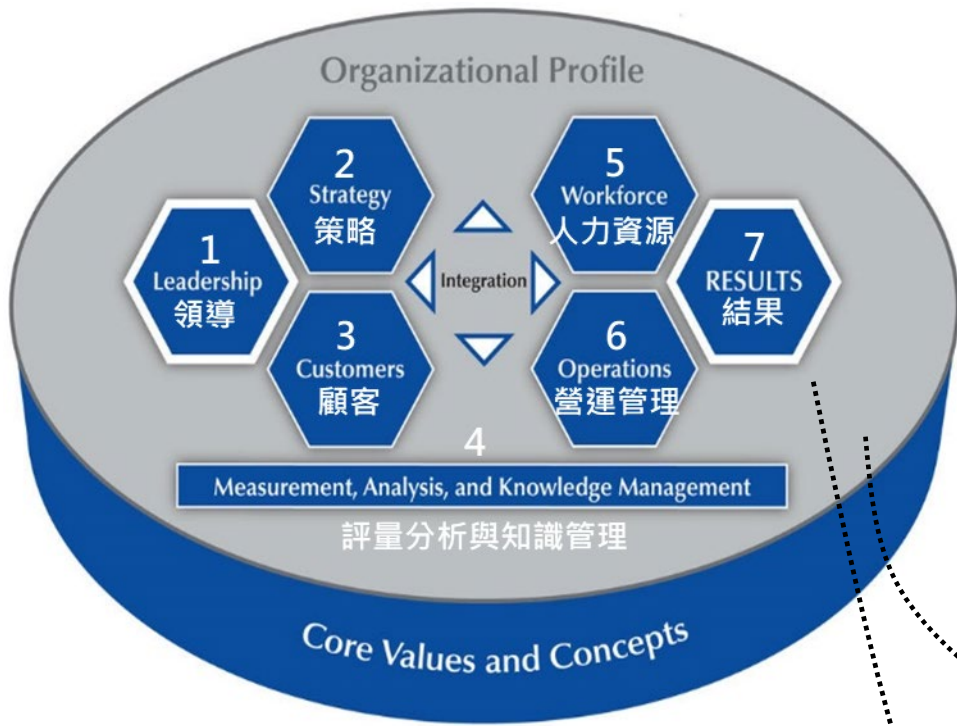 Organizational Profile
1
Leadership
領導
2
Strategy
策略
3
Customers
顧客
Integration
5
Workforce
人力資源
6
Operations
營運管理
7
RESULTS
結果
4
Measurement, Analysis, and Knowledge Management
評量分析與知識管理
Core Values and Concepts